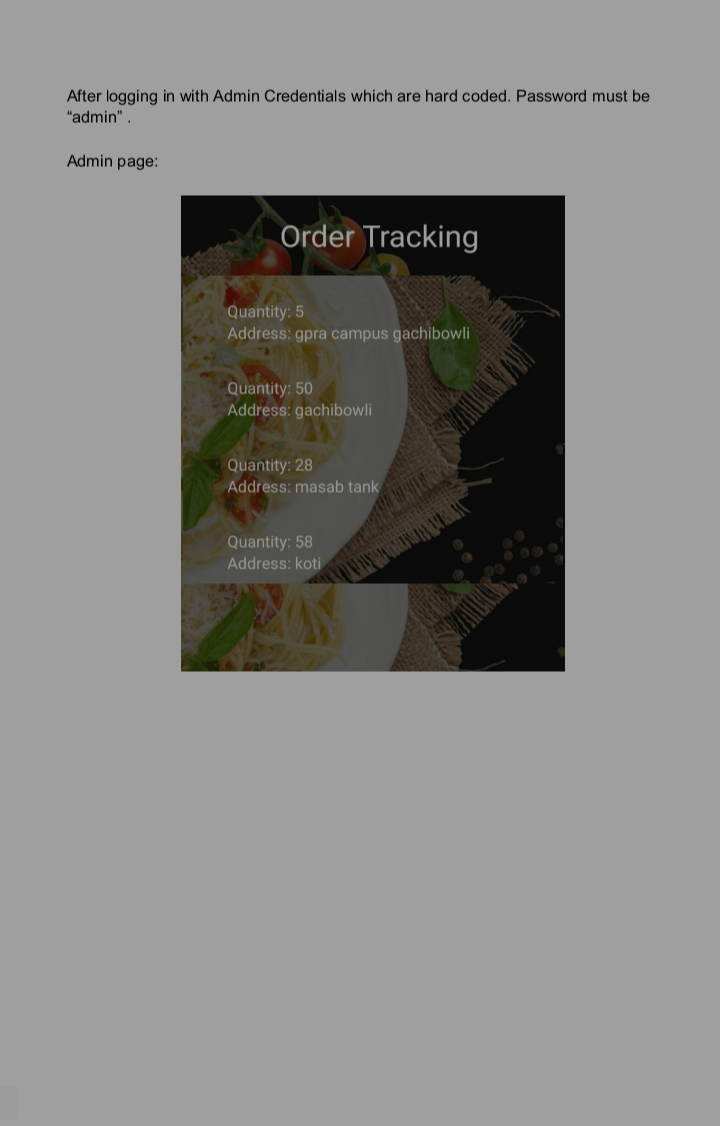 After logging in with Admin Credentials which are hard coded. Password must be
“admin” .
Admin page:
Order Tracking
Quantity: 5
Address: gpra campus gachibowli
Quantity: 50
Address: gachibowli
Quantity: 28
Address: masab tank
Quantity: 58
Address: koti